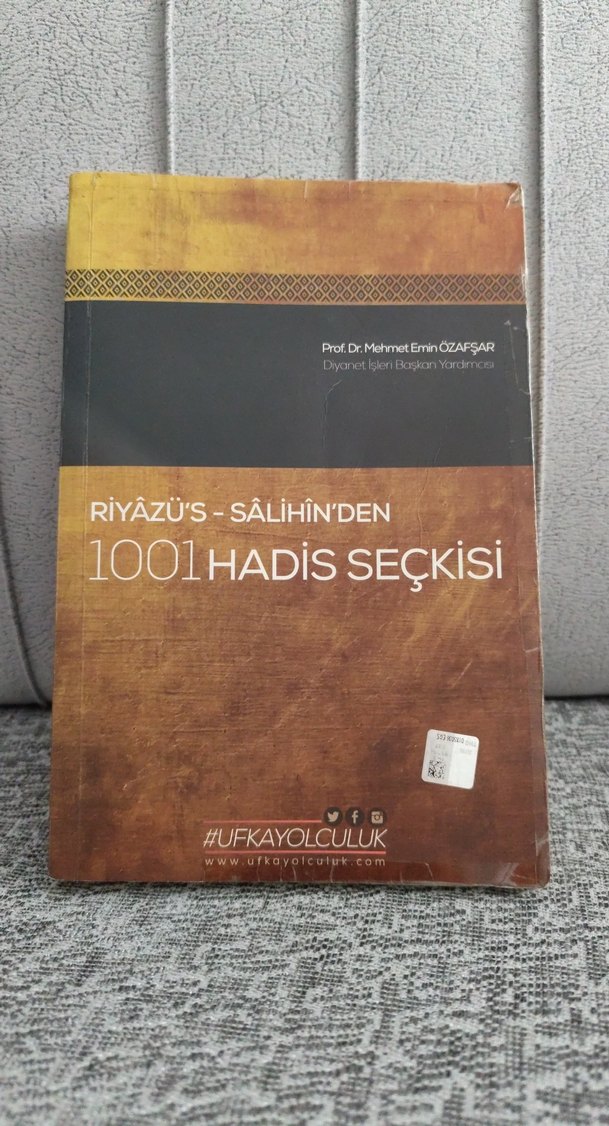 Prof. Dr. Mehmet Emin ÖZAFŞAR
Diyanet İşleri Başkan Yardımcısı
RİYÂZÜ'S - SÂLİHÎN'DEN
1001 HADİS SEÇKİSİ
#UFKAYOLCULUK
www.ufkayolculuk.com